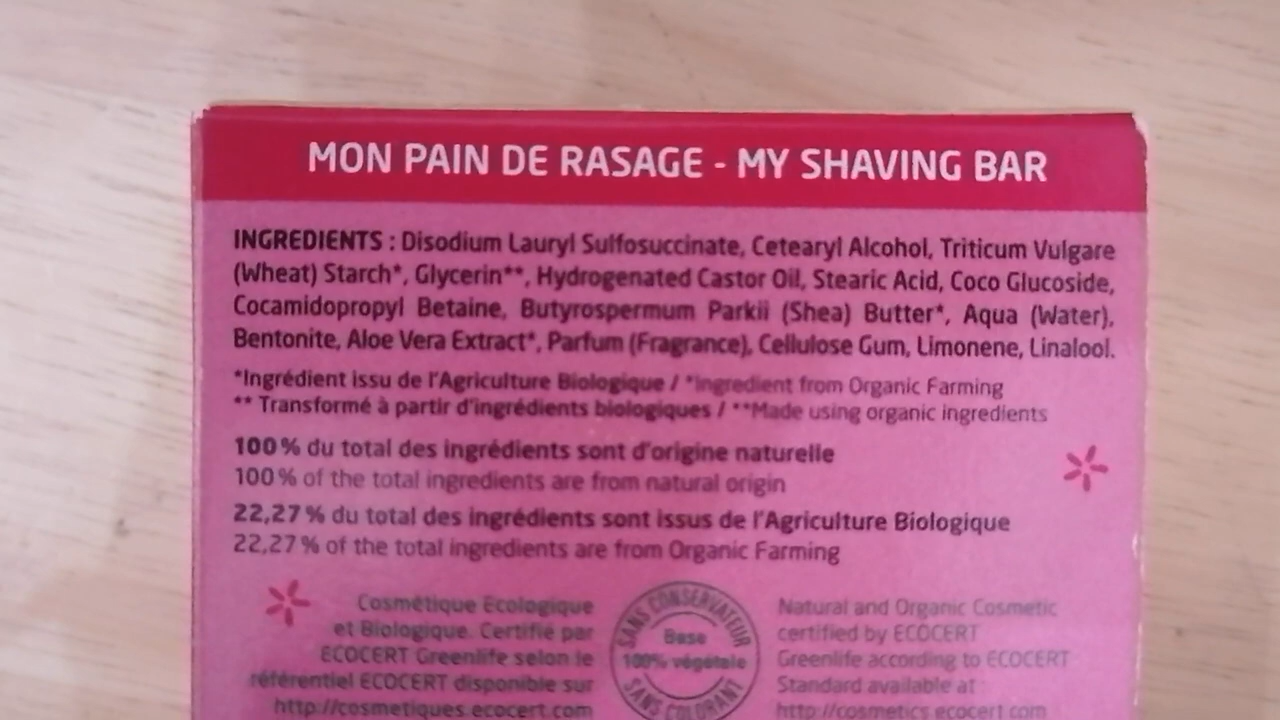 MON PAIN DE RASAGE - MY SHAVING BAR
INGREDIENTS : Disodium Lauryl Sulfosuccinate, Cetearyl Alcohol, Triticum Vulgare
(Wheat) Starch*, Glycerin**, Hydrogenated Castor Oil, Stearic Acid, Coco Glucoside,
Cocamidopropyl Betaine, Butyrospermum Parkii (Shea) Butter*, Aqua (Water),
Bentonite, Aloe Vera Extract*, Parfum (Fragrance), Cellulose Gum, Limonene, Linalool.
*Ingrédient issu de l'Agriculture Biologique / *Ingredient from Organic Farming
** Transformé à partir d'ingrédients biologiques / **Made using organic ingredients
100% du total des ingrédients sont d'origine naturelle
100% of the total ingredients are from natural origin
22,27% du total des ingrédients sont issus de l'Agriculture Biologique
22,27% of the total ingredients are from Organic Farming
Cosmétique Ecologique
et Biologique. Certifié par
ECOCERT Greenlife selon le
référentiel ECOCERT disponible sur
http://cosmetiques.ecocert.com
SANS CONSERVATEUR
Base
100% végétale
SANS COLORANT
Natural and Organic Cosmetic
certified by ECOCERT
Greenlife according to ECOCERT
Standard available at :
http://cosmetics.ecocert.com